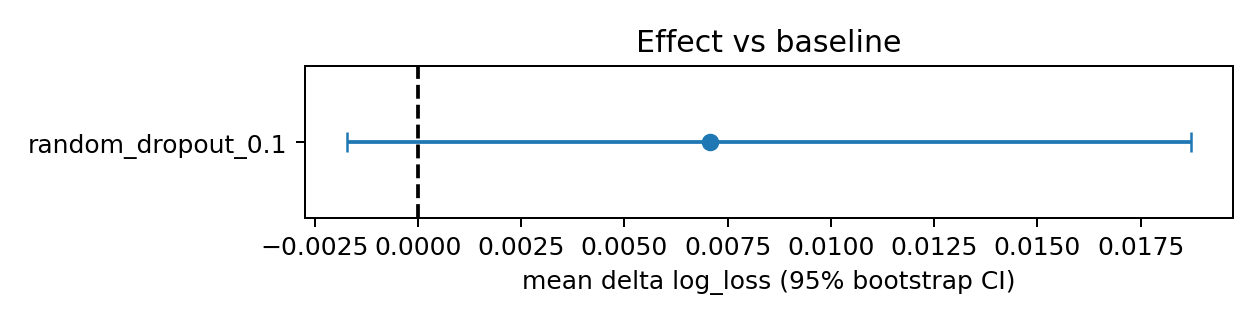 Effect vs baseline
random_dropout_0.1
−0.0025 0.0000 0.0025 0.0050 0.0075 0.0100 0.0125 0.0150 0.0175
mean delta log_loss (95% bootstrap CI)